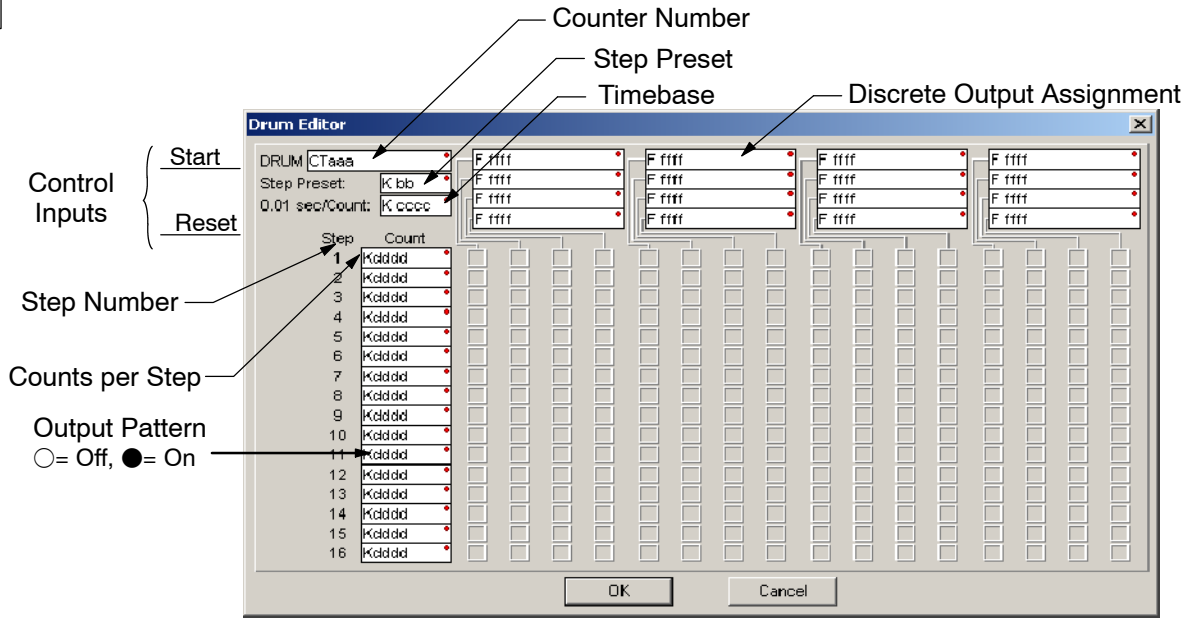 Counter Number
Step Preset
Timebase
Discrete Output Assignment
Control
Inputs
Start
Reset
Step Number
Counts per Step
Output Pattern
○= Off, ●= On
Drum Editor
DRUM CTaaa
Step Preset: K bb
0.01 sec/Count: K cccc
F ffff F ffff F ffff F ffff
F ffff F ffff F ffff F ffff
F ffff F ffff F ffff F ffff
F ffff F ffff F ffff F ffff
Step Count
1 Kdddd
2 Kdddd
3 Kdddd
4 Kdddd
5 Kdddd
6 Kdddd
7 Kdddd
8 Kdddd
9 Kdddd
10 Kdddd
11 Kdddd
12 Kdddd
13 Kdddd
14 Kdddd
15 Kdddd
16 Kdddd
OK Cancel